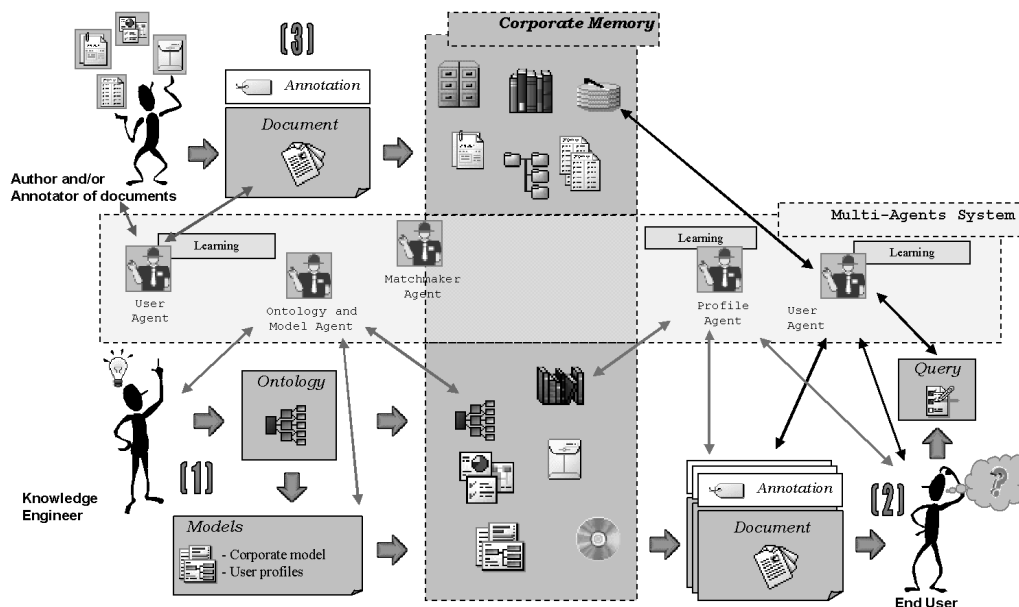 Corporate Memory
(3)
Annotation
Document
Author and/or
Annotator of documents
Multi-Agents System
Learning
Learning
Learning
Matchmaker
Agent
User
Agent
Ontology and
Model Agent
Profile
Agent
User
Agent
Ontology
Query
(1)
(2)
?
Knowledge
Engineer
Annotation
Document
Models
- Corporate model
- User profiles
End User